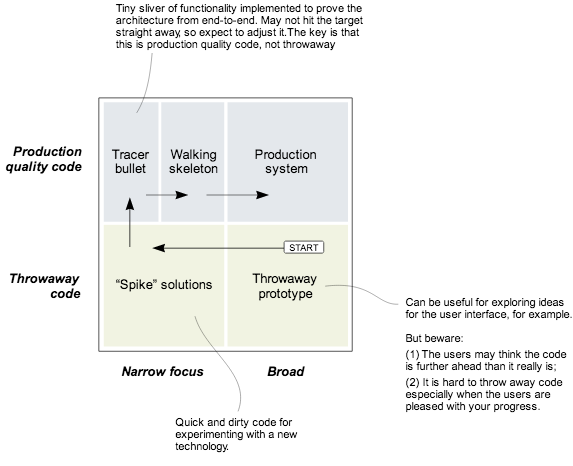 Tiny sliver of functionality implemented to prove the
architecture from end-to-end. May not hit the target
straight away, so expect to adjust it.The key is that
this is production quality code, not throwaway
Production
quality code
Tracer
bullet
Walking
skeleton
Production
system
START
Throwaway
code
“Spike” solutions
Throwaway
prototype
Can be useful for exploring ideas
for the user interface, for example.
But beware:
(1) The users may think the code
is further ahead than it really is;
(2) It is hard to throw away code
especially when the users are
pleased with your progress.
Narrow focus
Broad
Quick and dirty code for
experimenting with a new
technology.